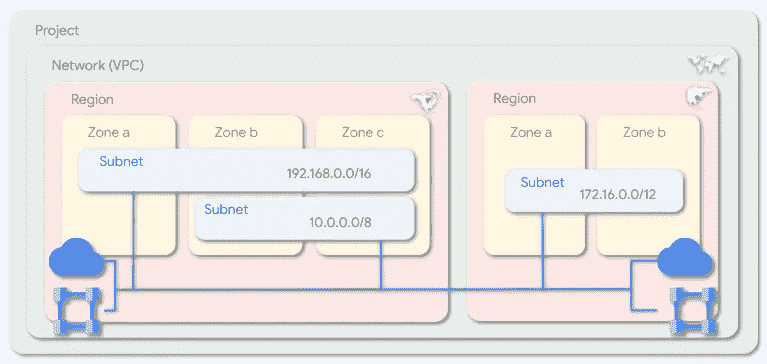 Project
Network (VPC)
Region
Zone a
Zone b
Zone c
Subnet
192.168.0.0/16
Subnet
10.0.0.0/8
Region
Zone a
Zone b
Subnet
172.16.0.0/12